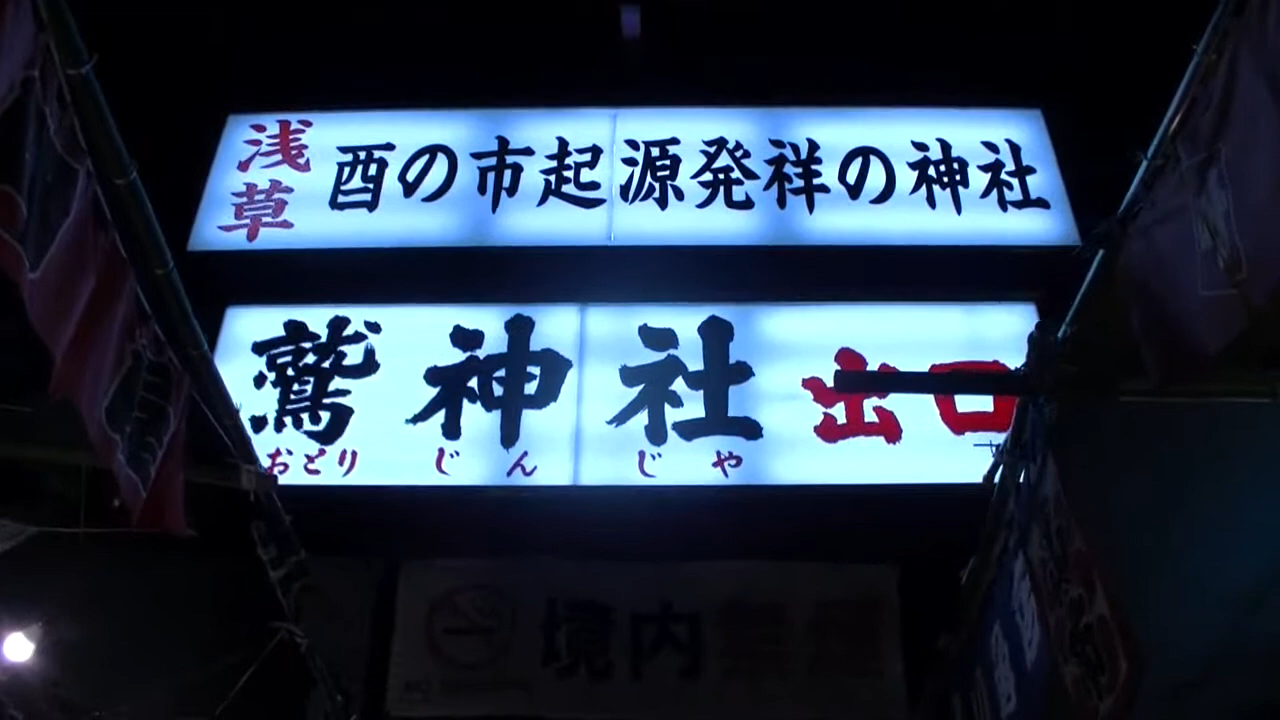 浅草
酉の市起源発祥の神社
鷲神社 出口
おとり じん じゃ
境内